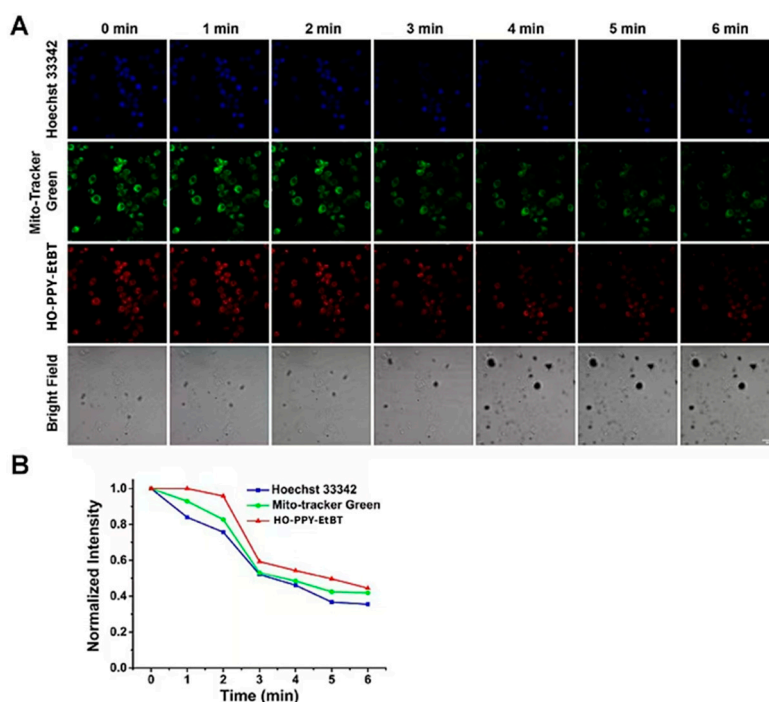 A
0 min 1 min 2 min 3 min 4 min 5 min 6 min
Hoechst 33342
Mito-Tracker
Green
HO-PPY-EtBT
Bright Field
B
Hoechst 33342
Mito-tracker Green
HO-PPY-EtBT
Normalized Intensity
1.0
0.8
0.6
0.4
0.2
0.0
0 1 2 3 4 5 6
Time (min)